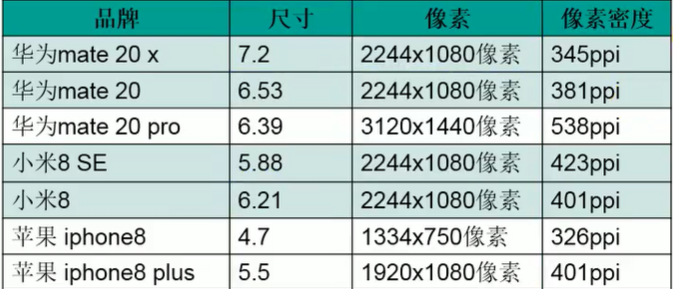 品牌 尺寸 像素 像素密度
华为mate 20 x 7.2 2244x1080像素 345ppi
华为mate 20 6.53 2244x1080像素 381ppi
华为mate 20 pro 6.39 3120x1440像素 538ppi
小米8 SE 5.88 2244x1080像素 423ppi
小米8 6.21 2244x1080像素 401ppi
苹果 iphone8 4.7 1334x750像素 326ppi
苹果 iphone8 plus 5.5 1920x1080像素 401ppi